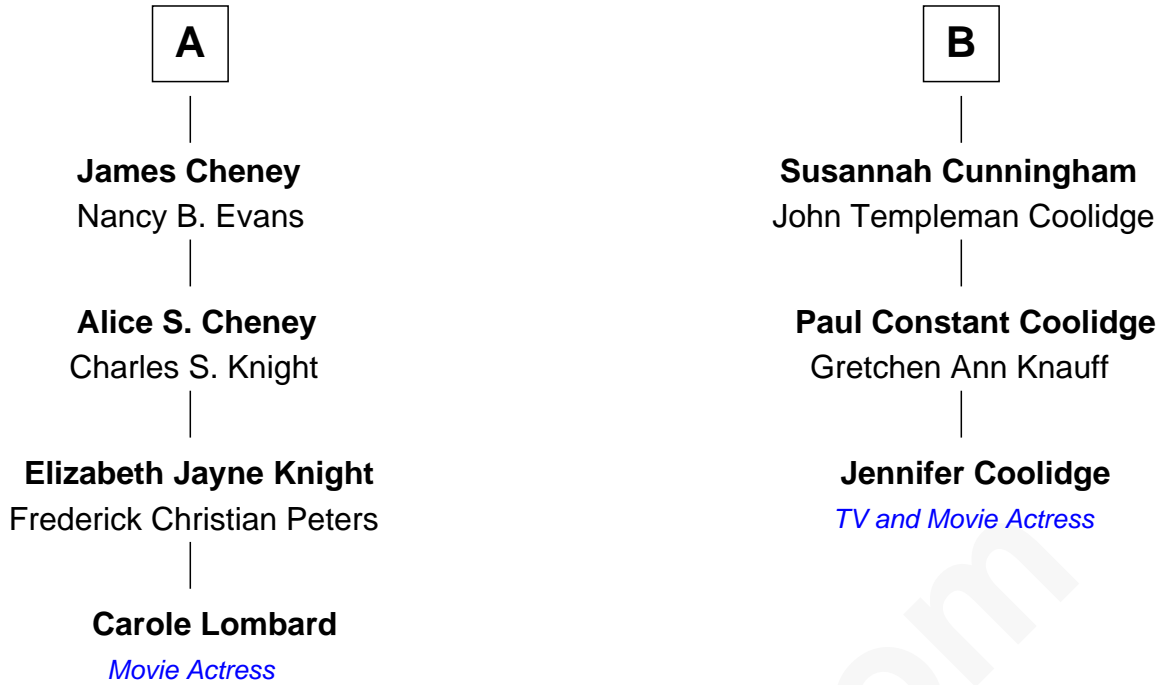 A
James Cheney
Nancy B. Evans
Alice S. Cheney
Charles S. Knight
Elizabeth Jayne Knight
Frederick Christian Peters
Carole Lombard
Movie Actress
B
Susannah Cunningham
John Templeman Coolidge
Paul Constant Coolidge
Gretchen Ann Knauff
Jennifer Coolidge
TV and Movie Actress
om